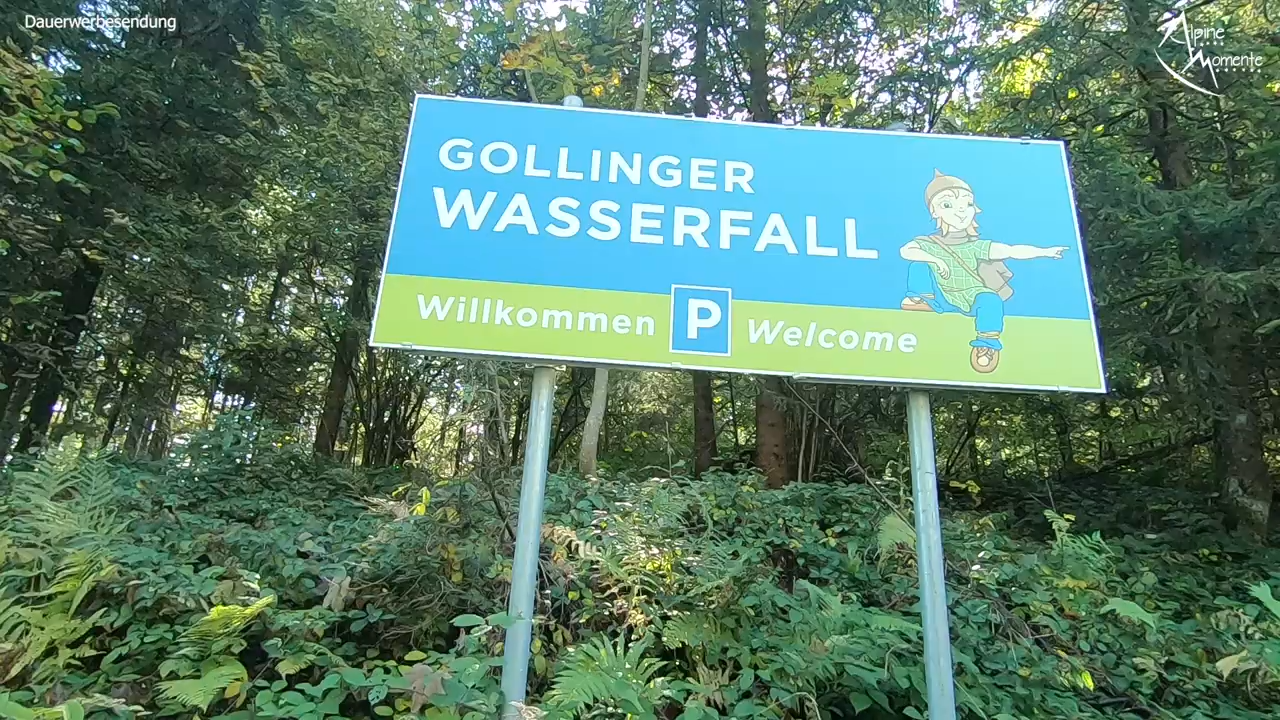 Dauerwerbesendung
Alpine
Momente
GOLLINGER
WASSERFALL
Willkommen P Welcome